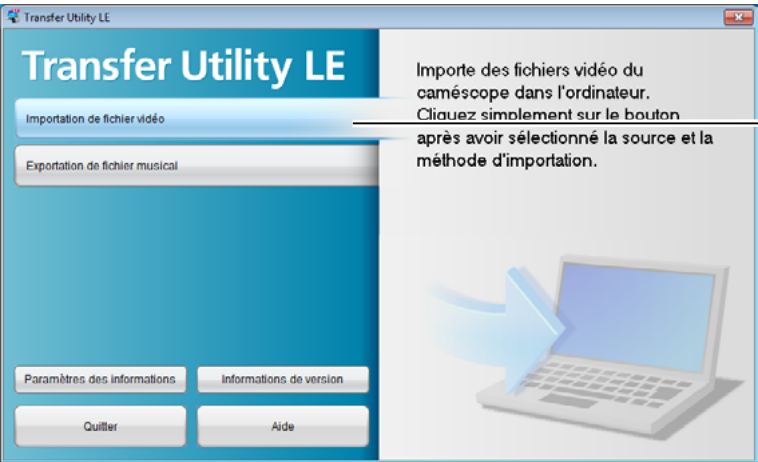 Transfer Utility LE
Transfer Utility LE
Importation de fichier vidéo
Exportation de fichier musical
Paramètres des informations
Informations de version
Quitter
Aide
Importe des fichiers vidéo du
caméscope dans l'ordinateur.
Cliquez simplement sur le bouton
après avoir sélectionné la source et la
méthode d'importation.